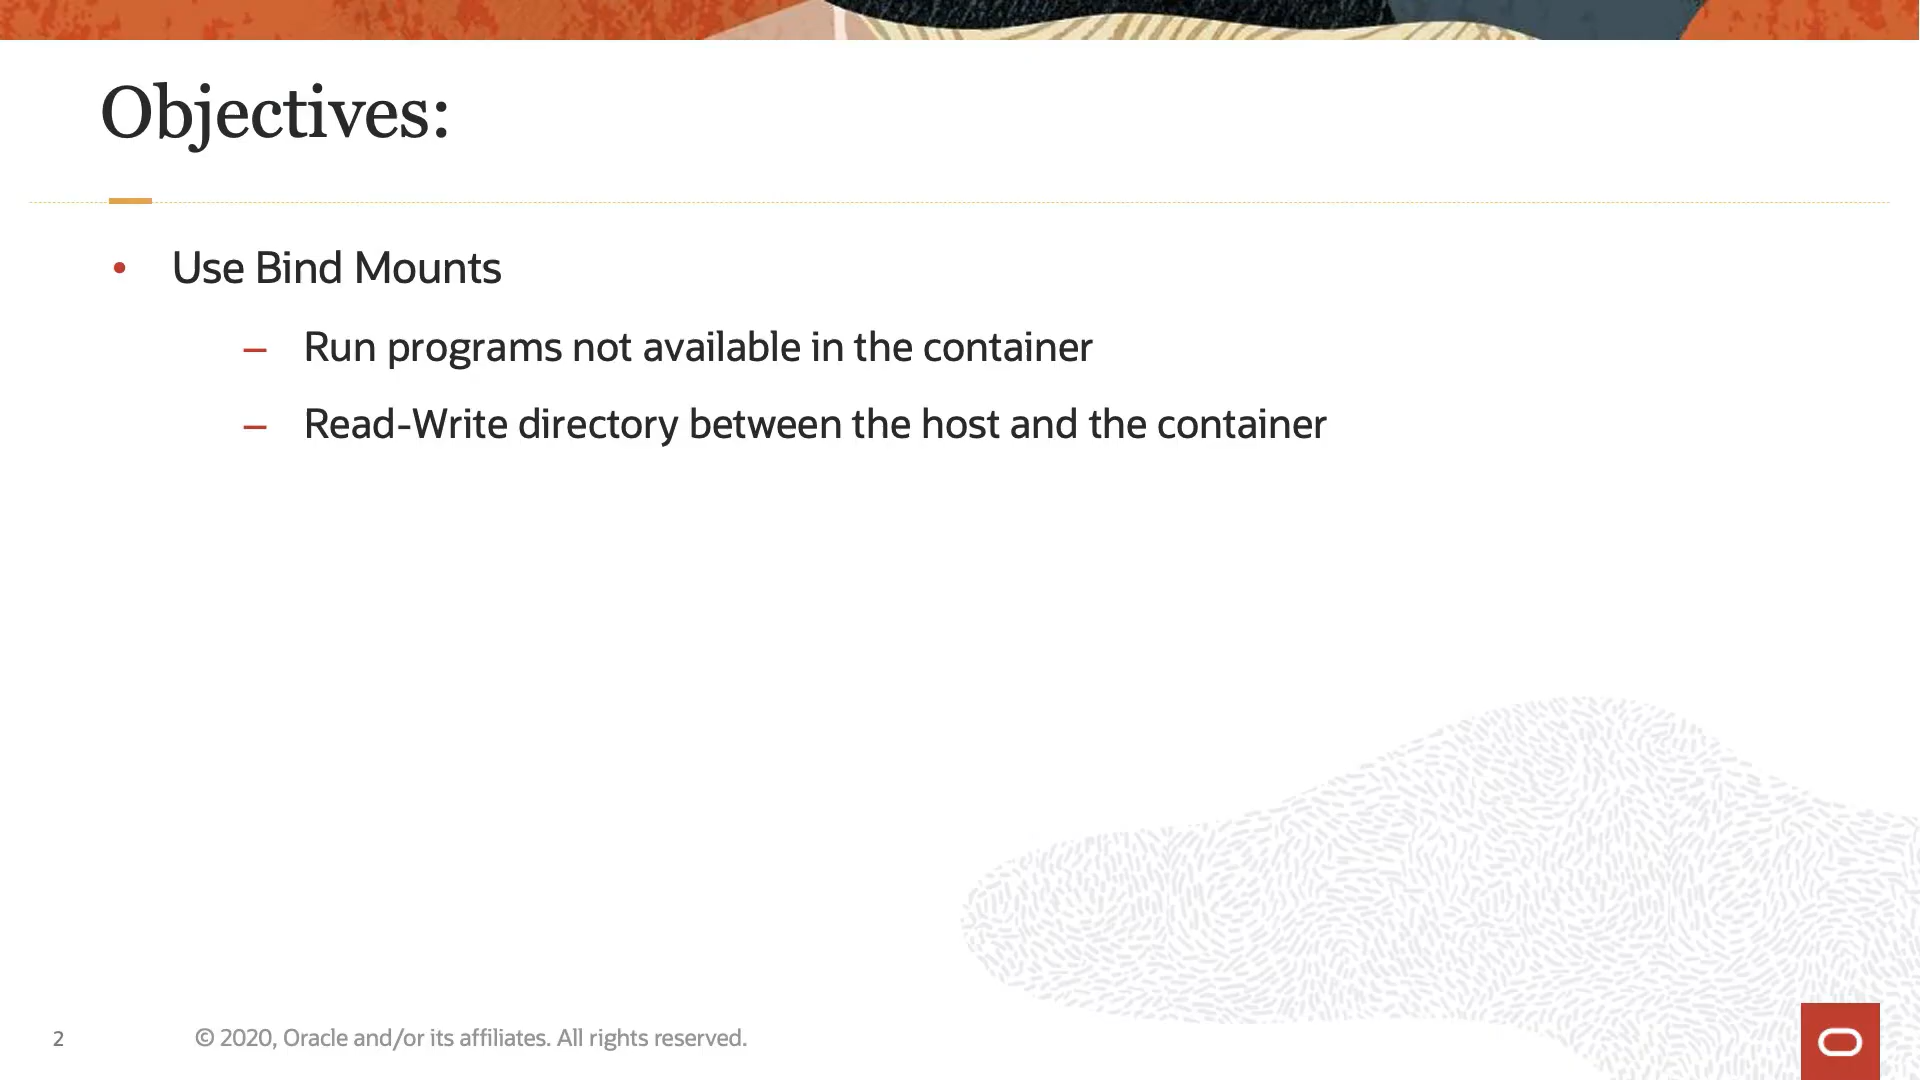 Objectives:
• Use Bind Mounts
– Run programs not available in the container
– Read-Write directory between the host and the container
2
© 2020, Oracle and/or its affiliates. All rights reserved.